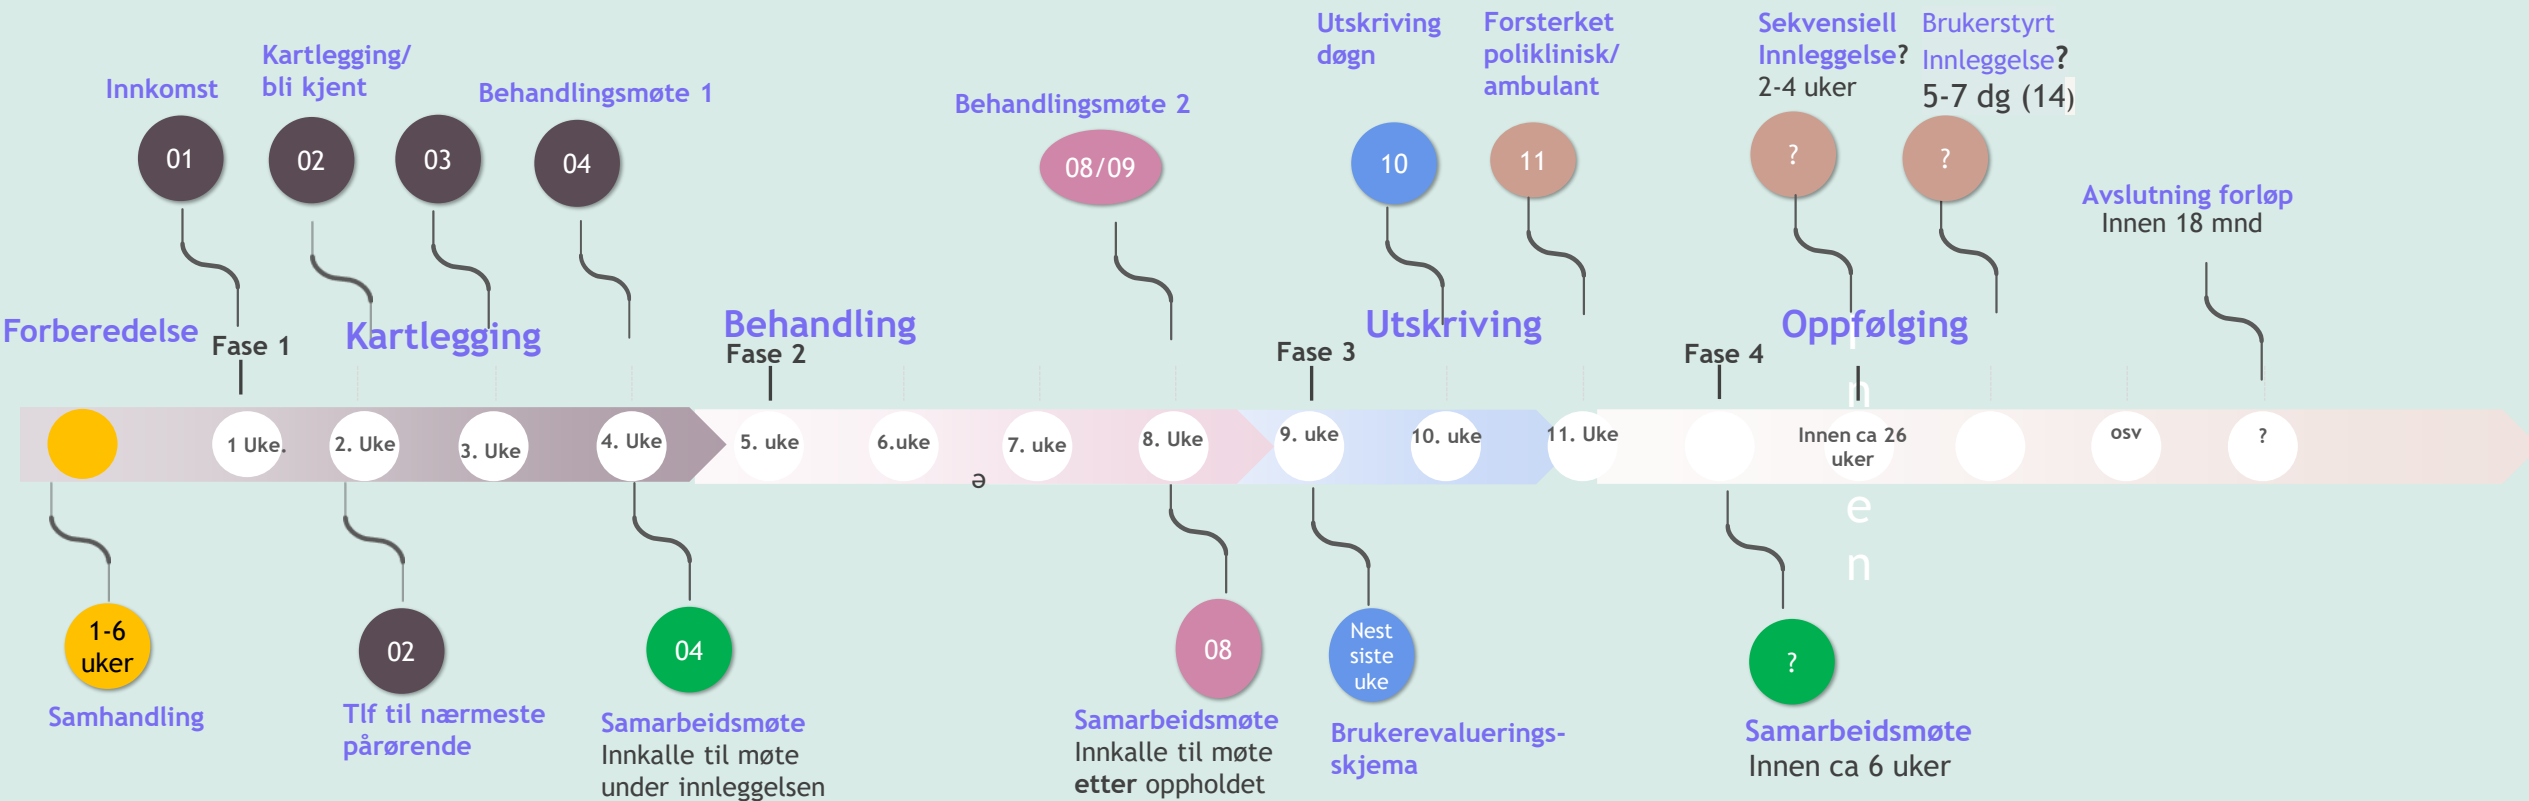 Innkomst
01
Kartlegging/
bli kjent
02
03
Behandlingsmøte 1
04
Behandlingsmøte 2
08/09
Utskriving
døgn
10
Forsterket
poliklinisk/
ambulant
11
Sekvensiell
Innleggelse?
2-4 uker
?
Brukerstyrt
Innleggelse?
5-7 dg (14)
?
Avslutning forløp
Innen 18 mnd
Forberedelse
Fase 1
Kartlegging
Behandling
Fase 2
Fase 3
Utskriving
Fase 4
Oppfølging
1 Uke.
2. Uke
3. Uke
4. Uke
5. uke
6.uke
7. uke
8. Uke
9. uke
10. uke
11. Uke
Innen ca 26
uker
osv
?
ə
n
e
n
1-6
uker
Samhandling
02
Tlf til nærmeste
pårørende
04
Samarbeidsmøte
Innkalle til møte
under innleggelsen
08
Samarbeidsmøte
Innkalle til møte
etter oppholdet
Nest
siste
uke
Brukerevaluerings-
skjema
?
Samarbeidsmøte
Innen ca 6 uker